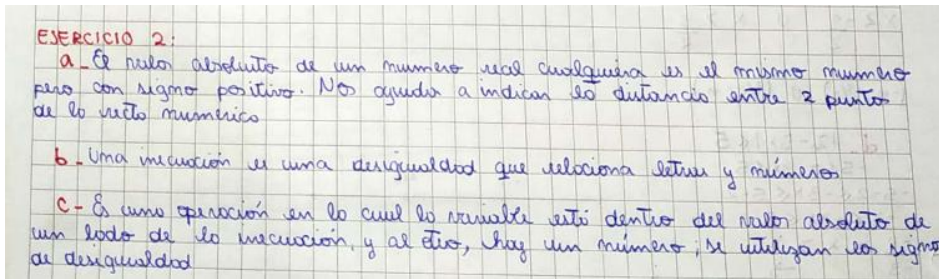 EJERCICIO 2:
a_ El valor absoluto de un numero real cualquiera es el mismo numero
pero con signo positivo. Nos ayuda a indicar la distancia entre 2 puntos
de la recta numerica
b_ Una inecuación es una desigualdad que relaciona letras y números
c- Es una operación en la cual la variable está dentro del valor absoluto de
un lado de la inecuación, y al otro, hay un número; se utilizan los signos
de desigualdad